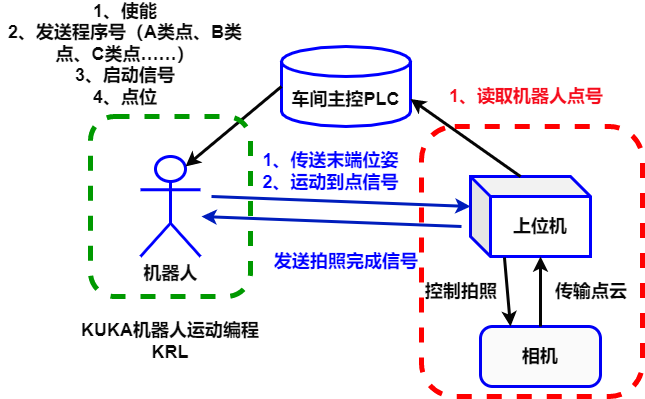 1、使能
2、发送程序号（A类点、B类
点、C类点……）
3、启动信号
4、点位
车间主控PLC
1、读取机器人点号
1、传送末端位姿
2、运动到点信号
上位机
机器人
发送拍照完成信号
控制拍照
传输点云
KUKA机器人运动编程
KRL
相机